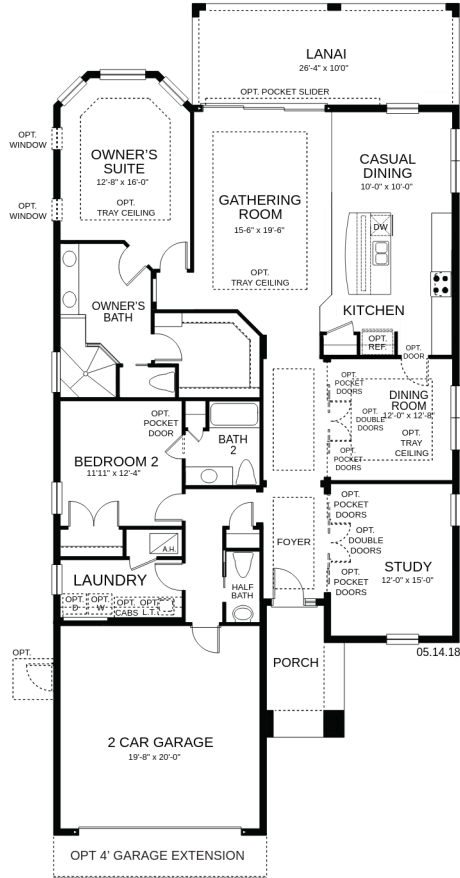 LANAI
26'-4" x 10'0"
OPT. POCKET SLIDER
OPT.
WINDOW
OWNER'S
SUITE
12'-8" x 16'-0"
OPT.
TRAY CEILING
OPT.
WINDOW
GATHERING
ROOM
15'-6" x 19'-6"
OPT.
TRAY CEILING
CASUAL
DINING
10'-0" x 10'-0"
DW
KITCHEN
OPT.
REF.
OPT.
DOOR
OWNER'S
BATH
OPT.
POCKET
DOORS
OPT.
DOUBLE
DOORS
OPT.
POCKET
DOORS
DINING
ROOM
12'-0" x 12'-8"
OPT.
TRAY
CEILING
OPT.
POCKET
DOOR
BATH
2
BEDROOM 2
11'11" x 12'-4"
A.H.
LAUNDRY
OPT.
D
OPT.
W
OPT.
CABS
OPT.
L.T.
HALF
BATH
FOYER
OPT.
POCKET
DOORS
OPT.
DOUBLE
DOORS
OPT.
POCKET
DOORS
STUDY
12'-0" x 15'-0"
05.14.18
OPT.
PORCH
2 CAR GARAGE
19'-8" x 20'-0"
OPT 4' GARAGE EXTENSION